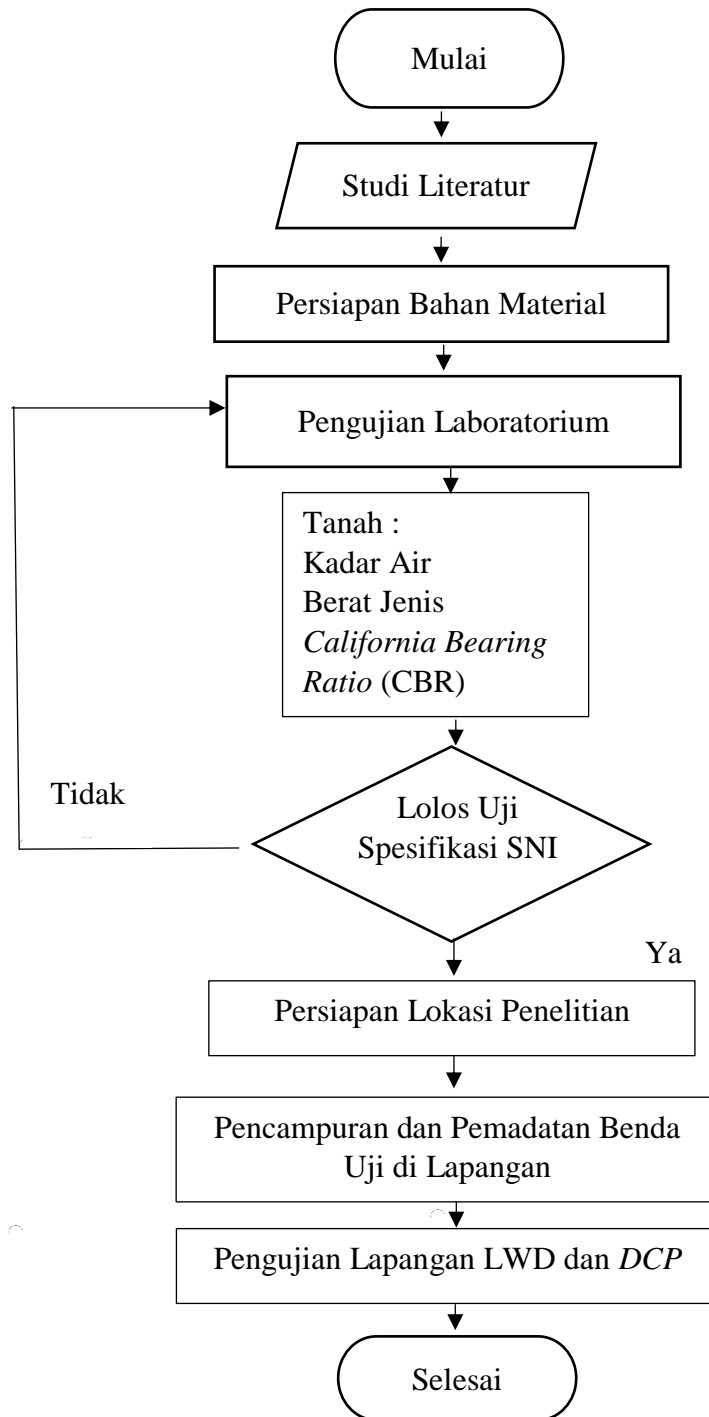 Mulai
Studi Literatur
Persiapan Bahan Material
Pengujian Laboratorium
Tanah :
Kadar Air
Berat Jenis
California Bearing
Ratio (CBR)
Tidak
Lolos Uji
Spesifikasi SNI
Ya
Persiapan Lokasi Penelitian
Pencampuran dan Pemadatan Benda
Uji di Lapangan
Pengujian Lapangan LWD dan DCP
Selesai